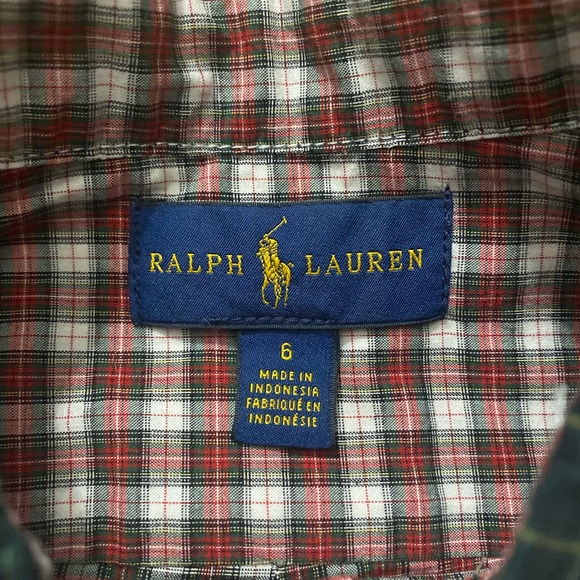 RALPH LAUREN
6
MADE IN
INDONESIA
FABRIQUÉ EN
INDONÉSIE